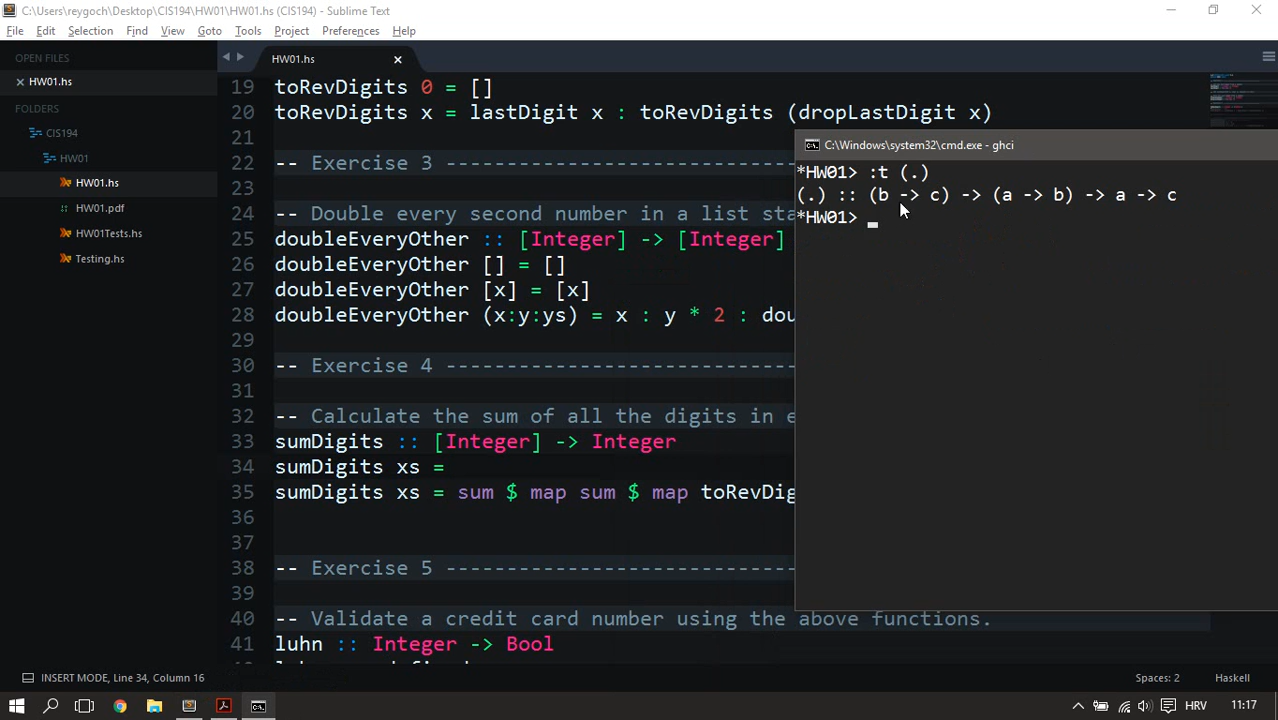 C:\Users\reygoch\Desktop\CIS194\HW01\HW01.hs (CIS194) - Sublime Text
File Edit Selection Find View Goto Tools Project Preferences Help
OPEN FILES
HW01.hs
FOLDERS
CIS194
HW01
HW01.hs
HW01.pdf
HW01Tests.hs
Testing.hs
HW01.hs
19 toRevDigits 0 = []
20 toRevDigits x = lastDigit x : toRevDigits (dropLastDigit x)
21
22 -- Exercise 3 -----------------------------
23
24 -- Double every second number in a list sta
25 doubleEveryOther :: [Integer] -> [Integer]
26 doubleEveryOther [] = []
27 doubleEveryOther [x] = [x]
28 doubleEveryOther (x:y:ys) = x : y * 2 : dou
29
30 -- Exercise 4 -----------------------------
31
32 -- Calculate the sum of all the digits in e
33 sumDigits :: [Integer] -> Integer
34 sumDigits xs =
35 sumDigits xs = sum $ map sum $ map toRevDig
36
37
38 -- Exercise 5 -----------------------------
39
40 -- Validate a credit card number using the above functions.
41 luhn :: Integer -> Bool
C:\Windows\system32\cmd.exe - ghci
*HW01> :t (.)
(.) :: (b -> c) -> (a -> b) -> a -> c
*HW01>
INSERT MODE, Line 34, Column 16
Spaces: 2
Haskell
HRV
11:17